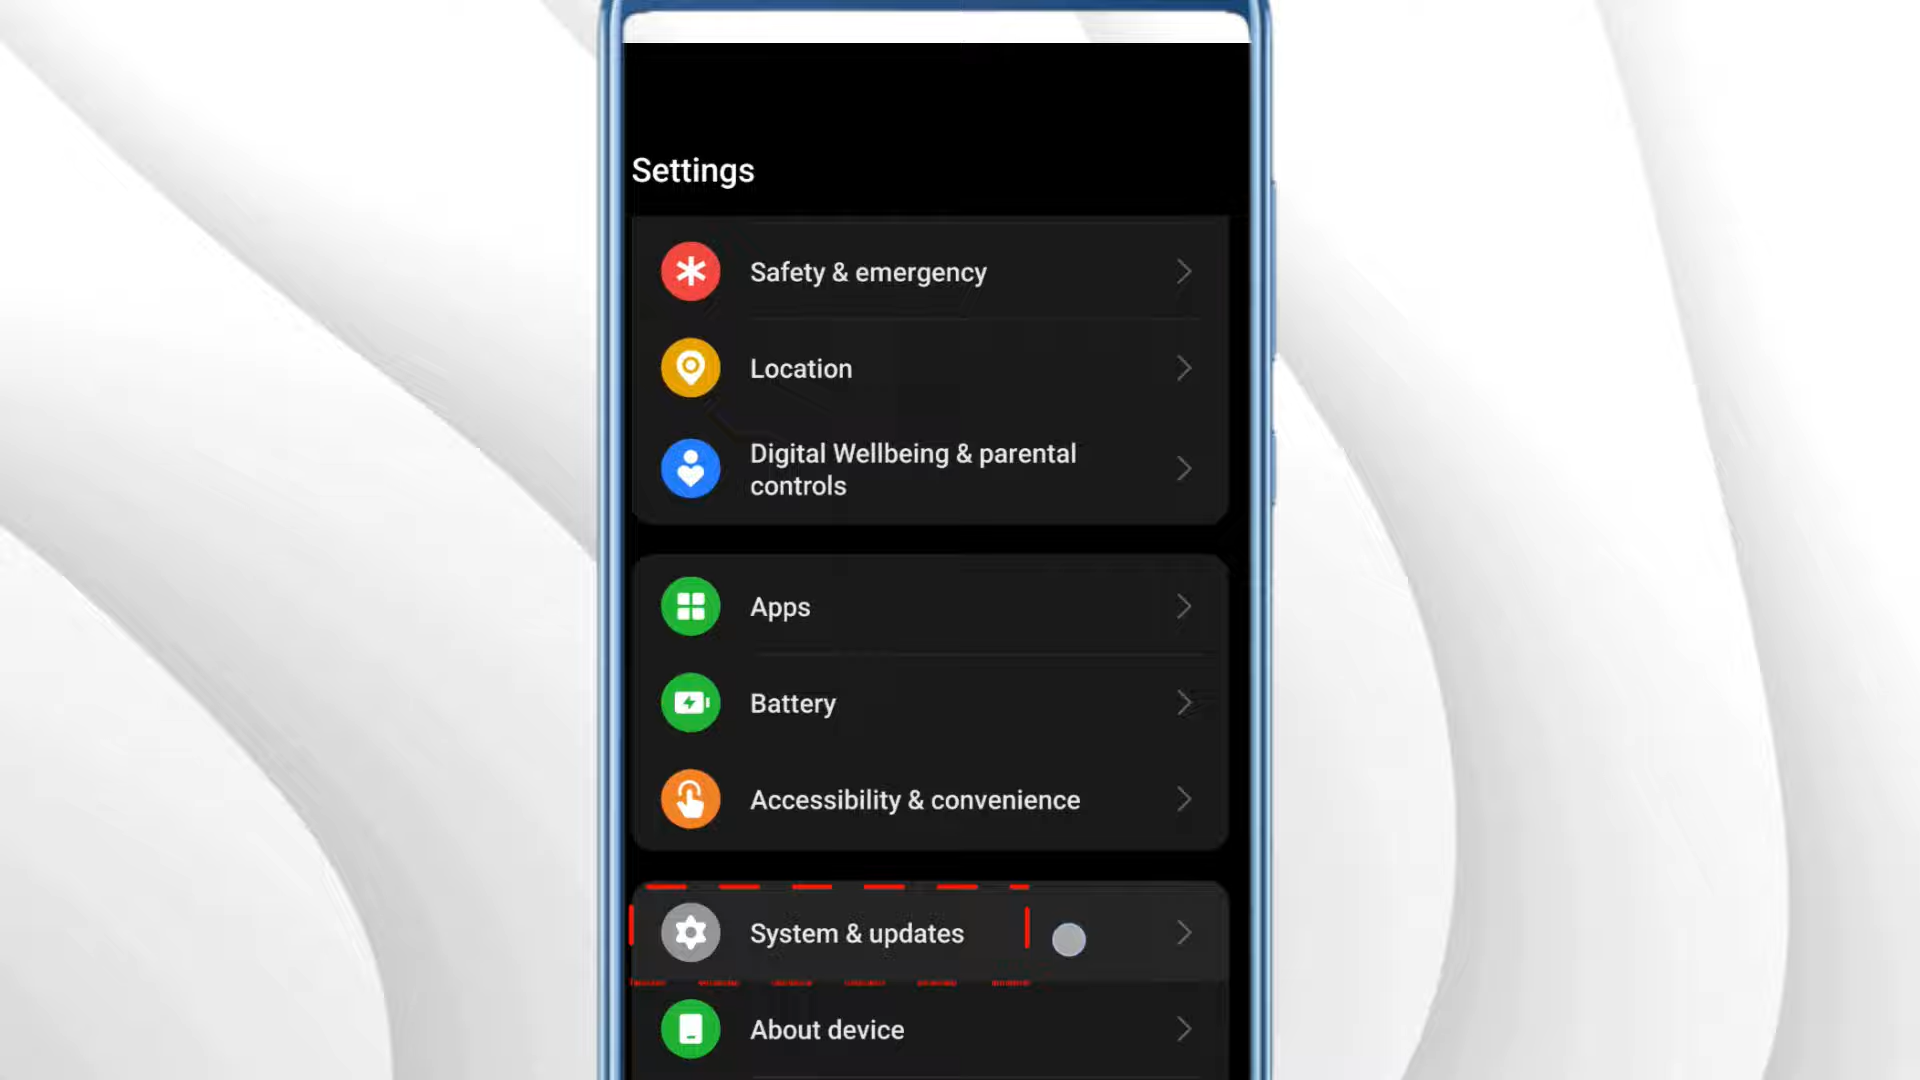 Settings
Safety & emergency
Location
Digital Wellbeing & parental
controls
Apps
Battery
Accessibility & convenience
System & updates
About device